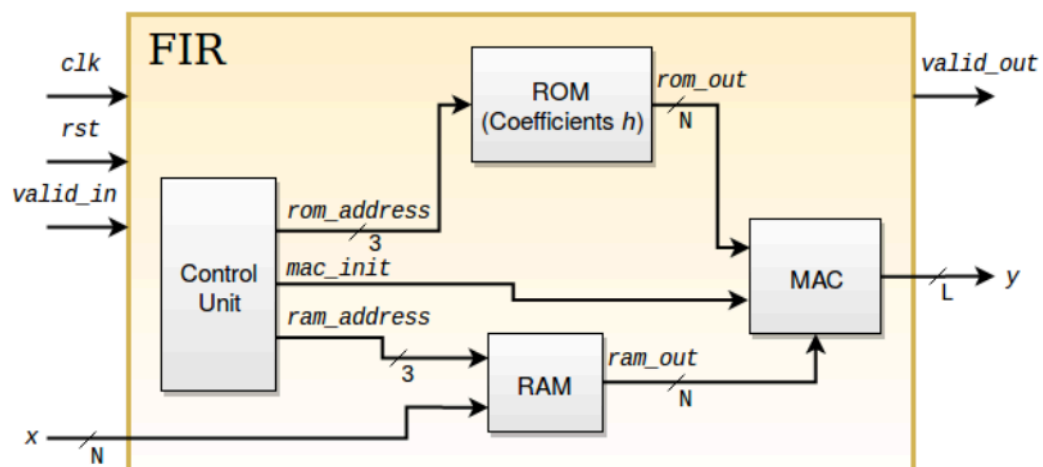 FIR
clk
rst
valid_in
valid_out
ROM
(Coefficients h)
rom_out
N
rom_address
3
Control
Unit
mac_init
ram_address
3
MAC
L
y
RAM
ram_out
N
x
N